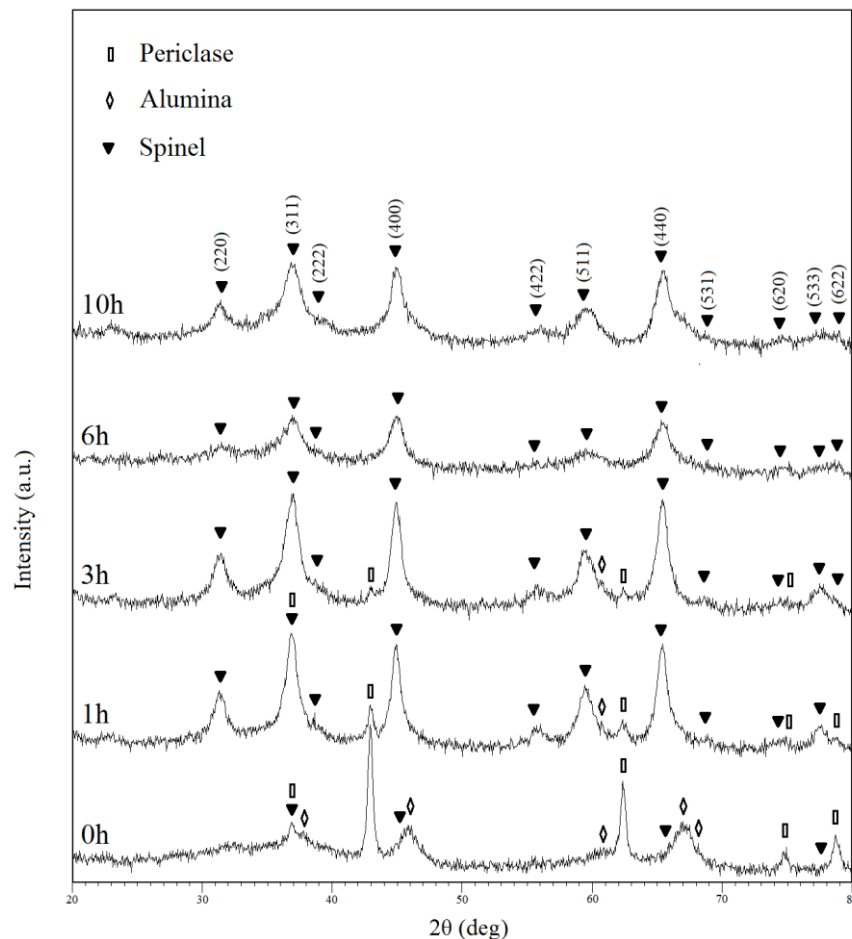 Periclase
Alumina
Spinel
(220)
(311)
(222)
(400)
(422)
(511)
(440)
(531)
(620)
(533)
(622)
10h
6h
3h
1h
0h
Intensity (a.u.)
20 30 40 50 60 70 80
2θ (deg)